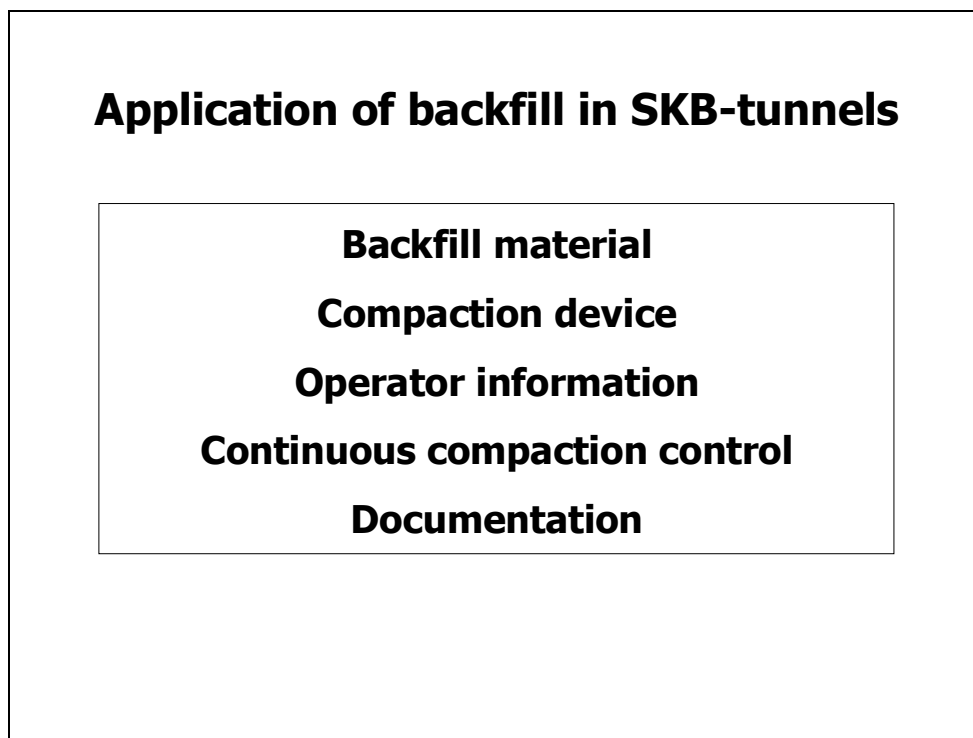 Application of backfill in SKB-tunnels
Backfill material
Compaction device
Operator information
Continuous compaction control
Documentation